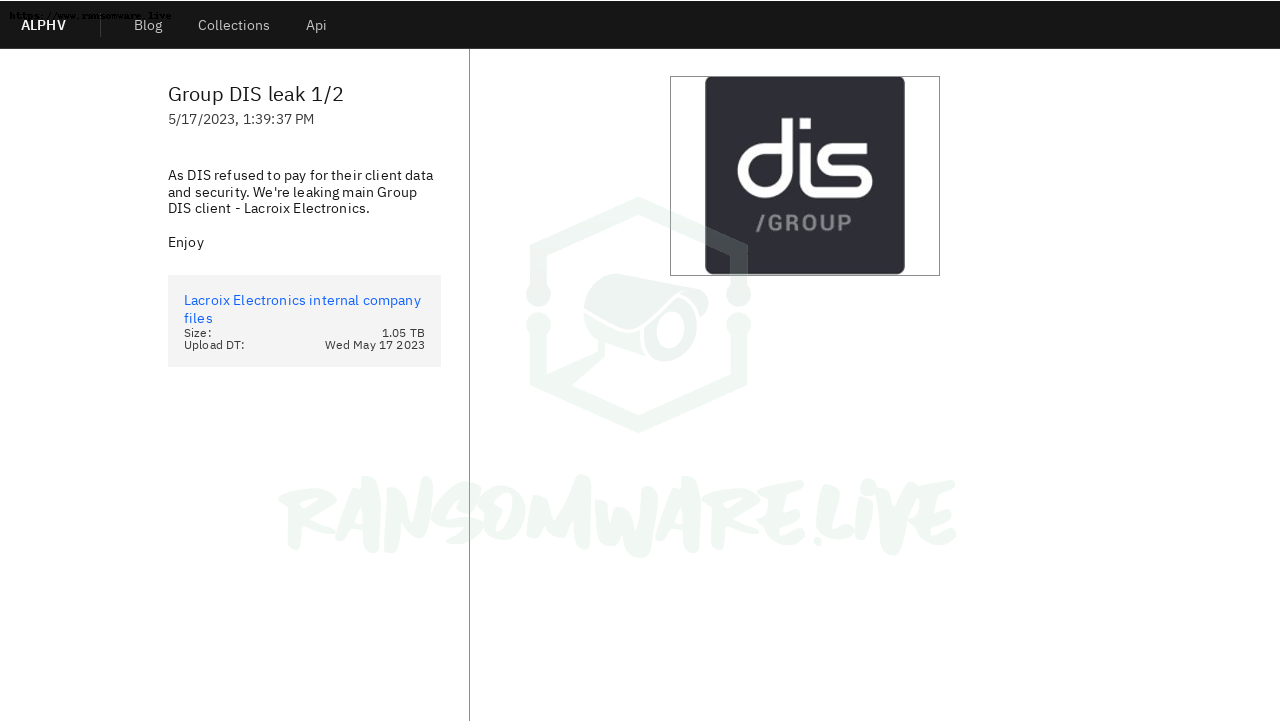 https://www.ransomware.live
ALPHV
Blog
Collections
Api
Group DIS leak 1/2
5/17/2023, 1:39:37 PM
As DIS refused to pay for their client data
and security. We're leaking main Group
DIS client - Lacroix Electronics.
Enjoy
Lacroix Electronics internal company
files
Size: 1.05 TB
Upload DT: Wed May 17 2023
dis
/GROUP
RANSOMWARE.LIVE